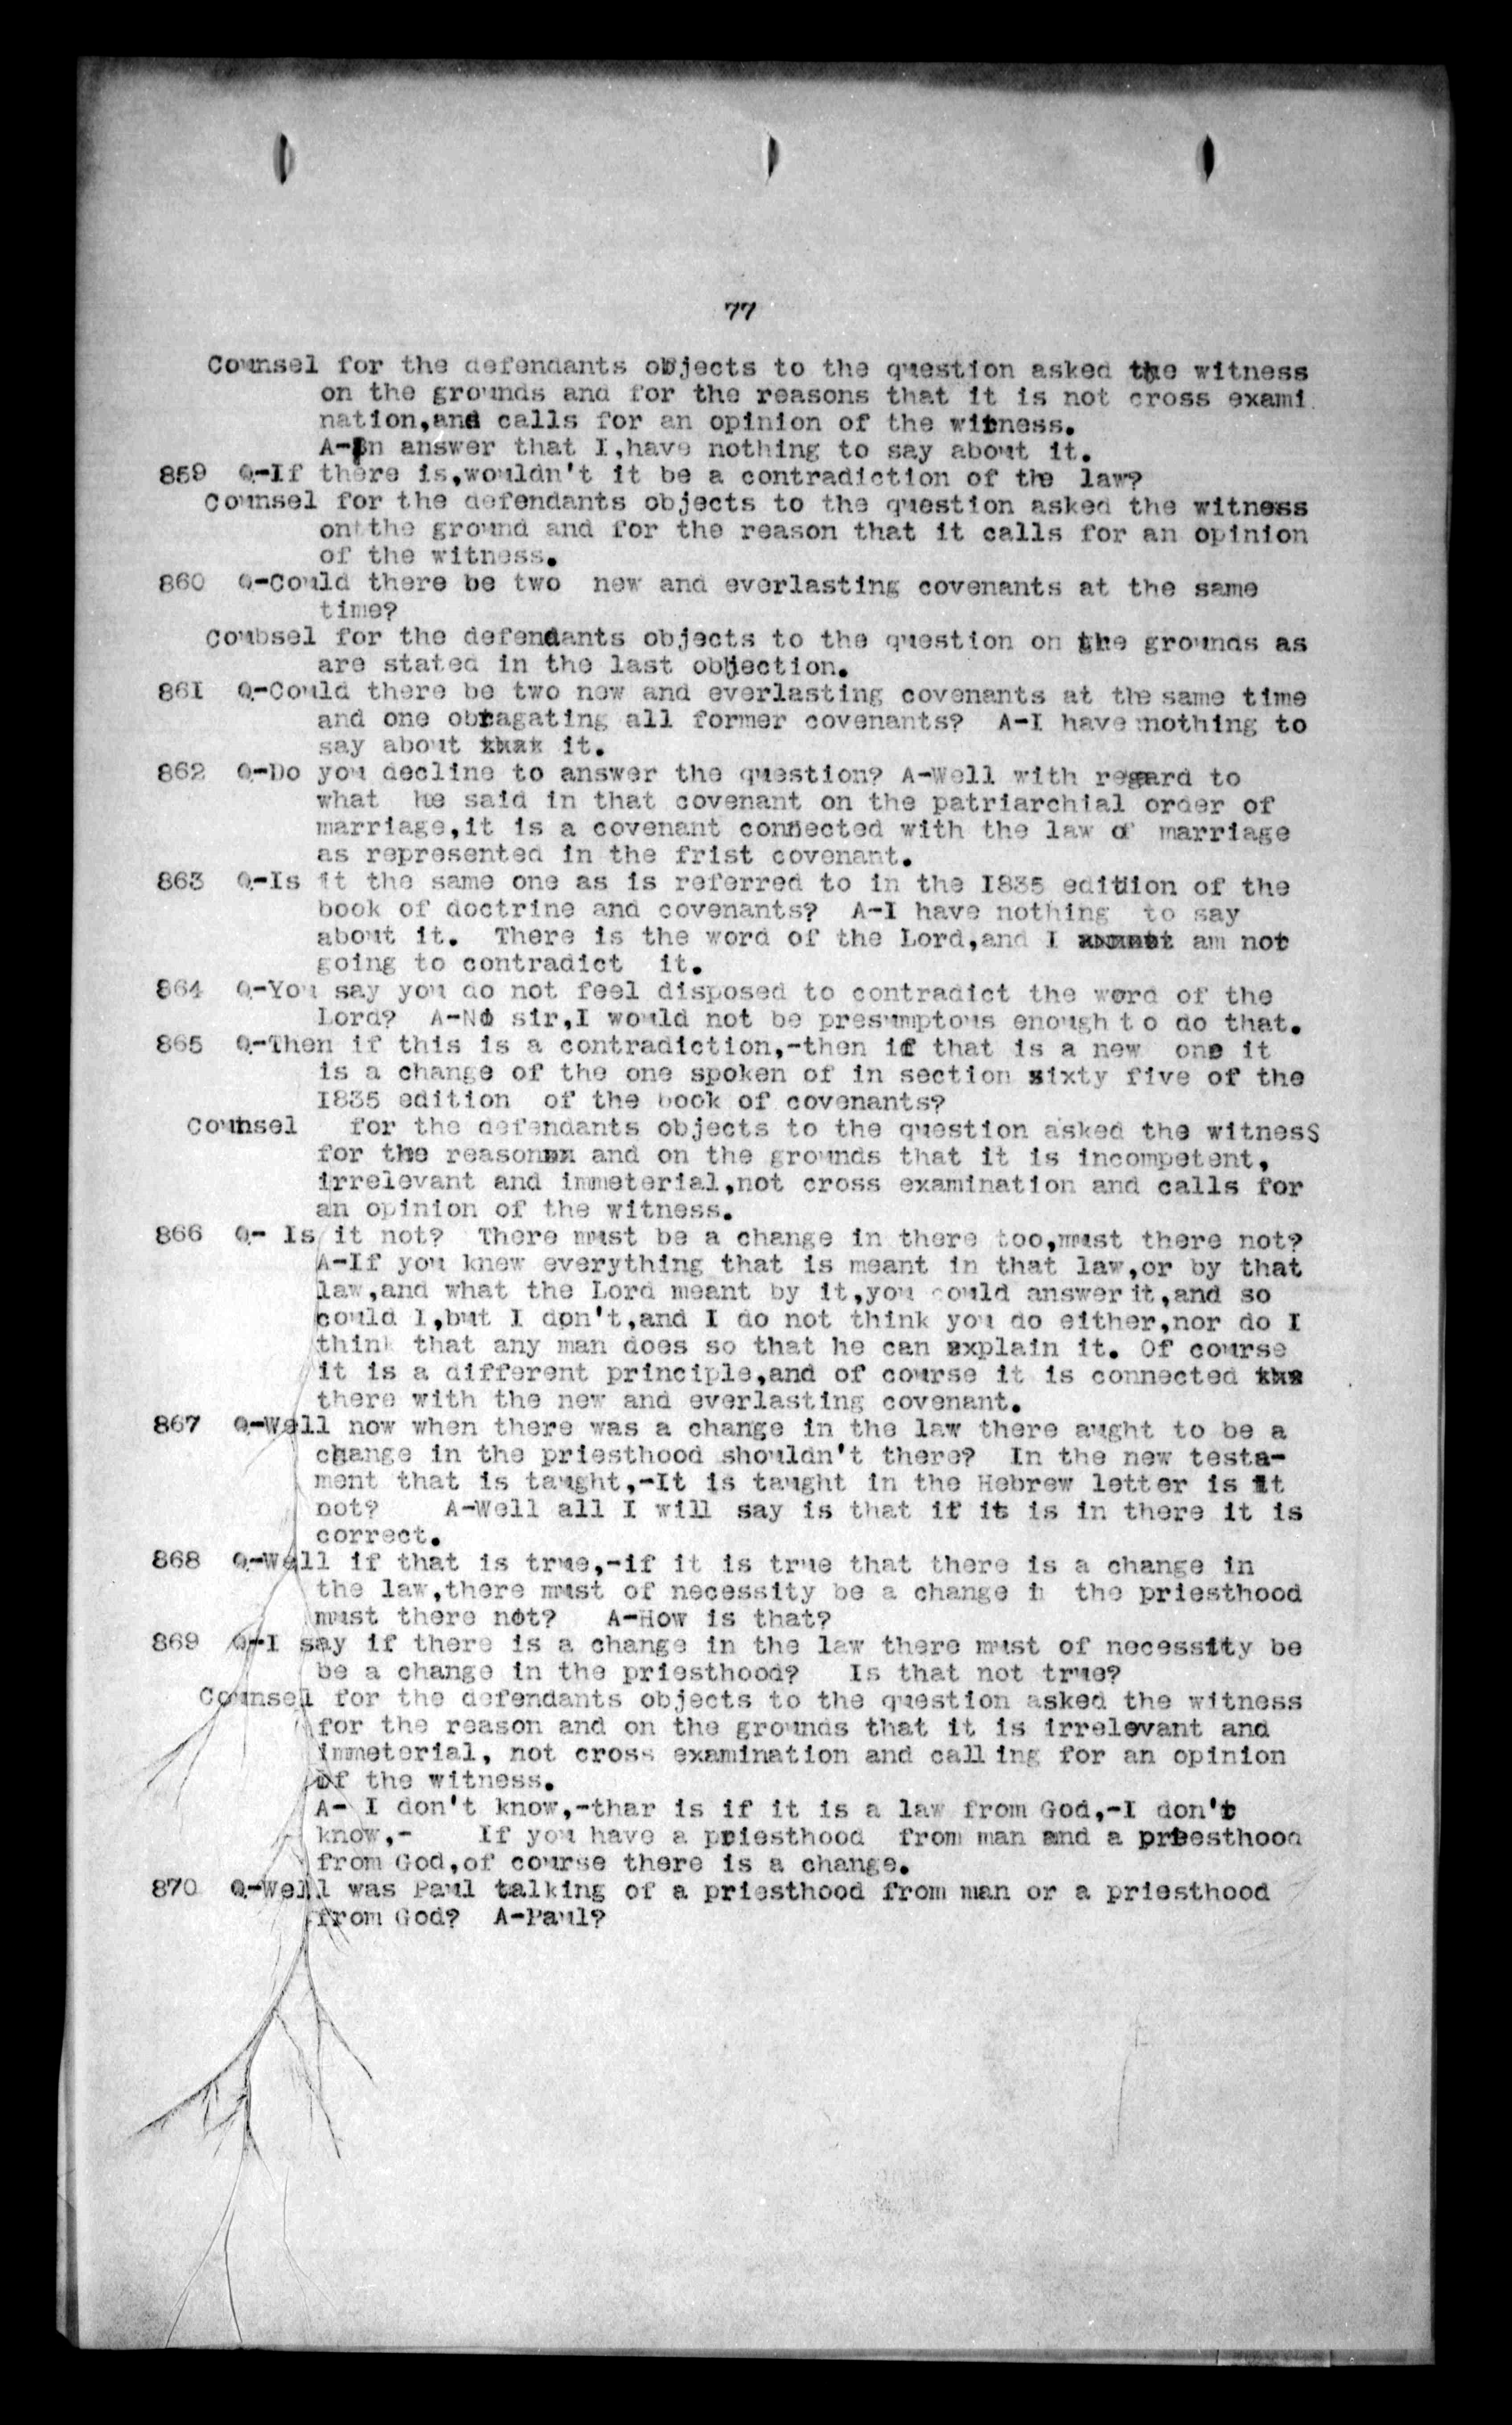 77
Counsel for the defendants objects to the question asked the witness
on the grounds and for the reasons that it is not cross exami
nation,and calls for an opinion of the witness.
A-In answer that I,have nothing to say about it.
859 Q-If there is,wouldn't it be a contradiction of the law?
Counsel for the defendants objects to the question asked the witness
on the ground and for the reason that it calls for an opinion
of the witness.
860 Q-Could there be two new and everlasting covenants at the same
time?
Coubsel for the defendants objects to the question on the grounds as
are stated in the last objection.
861 Q-Could there be two new and everlasting covenants at the same time
and one obragating all former covenants? A-I have nothing to
say about that it.
862 Q-Do you decline to answer the question? A-Well with regard to
what he said in that covenant on the patriarchial order of
marriage,it is a covenant connected with the law of marriage
as represented in the frist covenant.
863 Q-Is it the same one as is referred to in the 1835 edition of the
book of doctrine and covenants? A-I have nothing to say
about it. There is the word of the Lord,and I am not
going to contradict it.
864 Q-You say you do not feel disposed to contradict the word of the
Lord? A-No sir,I would not be presumptous enough to do that.
865 Q-Then if this is a contradiction,-then if that is a new one it
is a change of the one spoken of in section sixty five of the
1835 edition of the book of covenants?
Counsel for the defendants objects to the question asked the witness
for the reason and on the grounds that it is incompetent,
irrelevant and immeterial,not cross examination and calls for
an opinion of the witness.
866 Q- Is it not? There must be a change in there too,must there not?
A-If you knew everything that is meant in that law,or by that
law,and what the Lord meant by it,you could answer it,and so
could I,but I don't,and I do not think you do either,nor do I
think that any man does so that he can explain it. Of course
it is a different principle,and of course it is connected
there with the new and everlasting covenant.
867 Q-Well now when there was a change in the law there aught to be a
change in the priesthood shouldn't there? In the new testa-
ment that is taught,-It is taught in the Hebrew letter is it
not? A-Well all I will say is that if it is in there it is
correct.
868 Q-Well if that is true,-if it is true that there is a change in
the law,there must of necessity be a change in the priesthood
must there not? A-How is that?
869 Q-I say if there is a change in the law there must of necessity be
be a change in the priesthood? Is that not true?
Counsel for the defendants objects to the question asked the witness
for the reason and on the grounds that it is irrelevant and
immeterial, not cross examination and calling for an opinion
of the witness.
A- I don't know,-thar is if it is a law from God,-I don't
know,- If you have a priesthood from man and a preesthood
from God,of course there is a change.
870 Q-Well was Paul talking of a priesthood from man or a priesthood
from God? A-Paul?